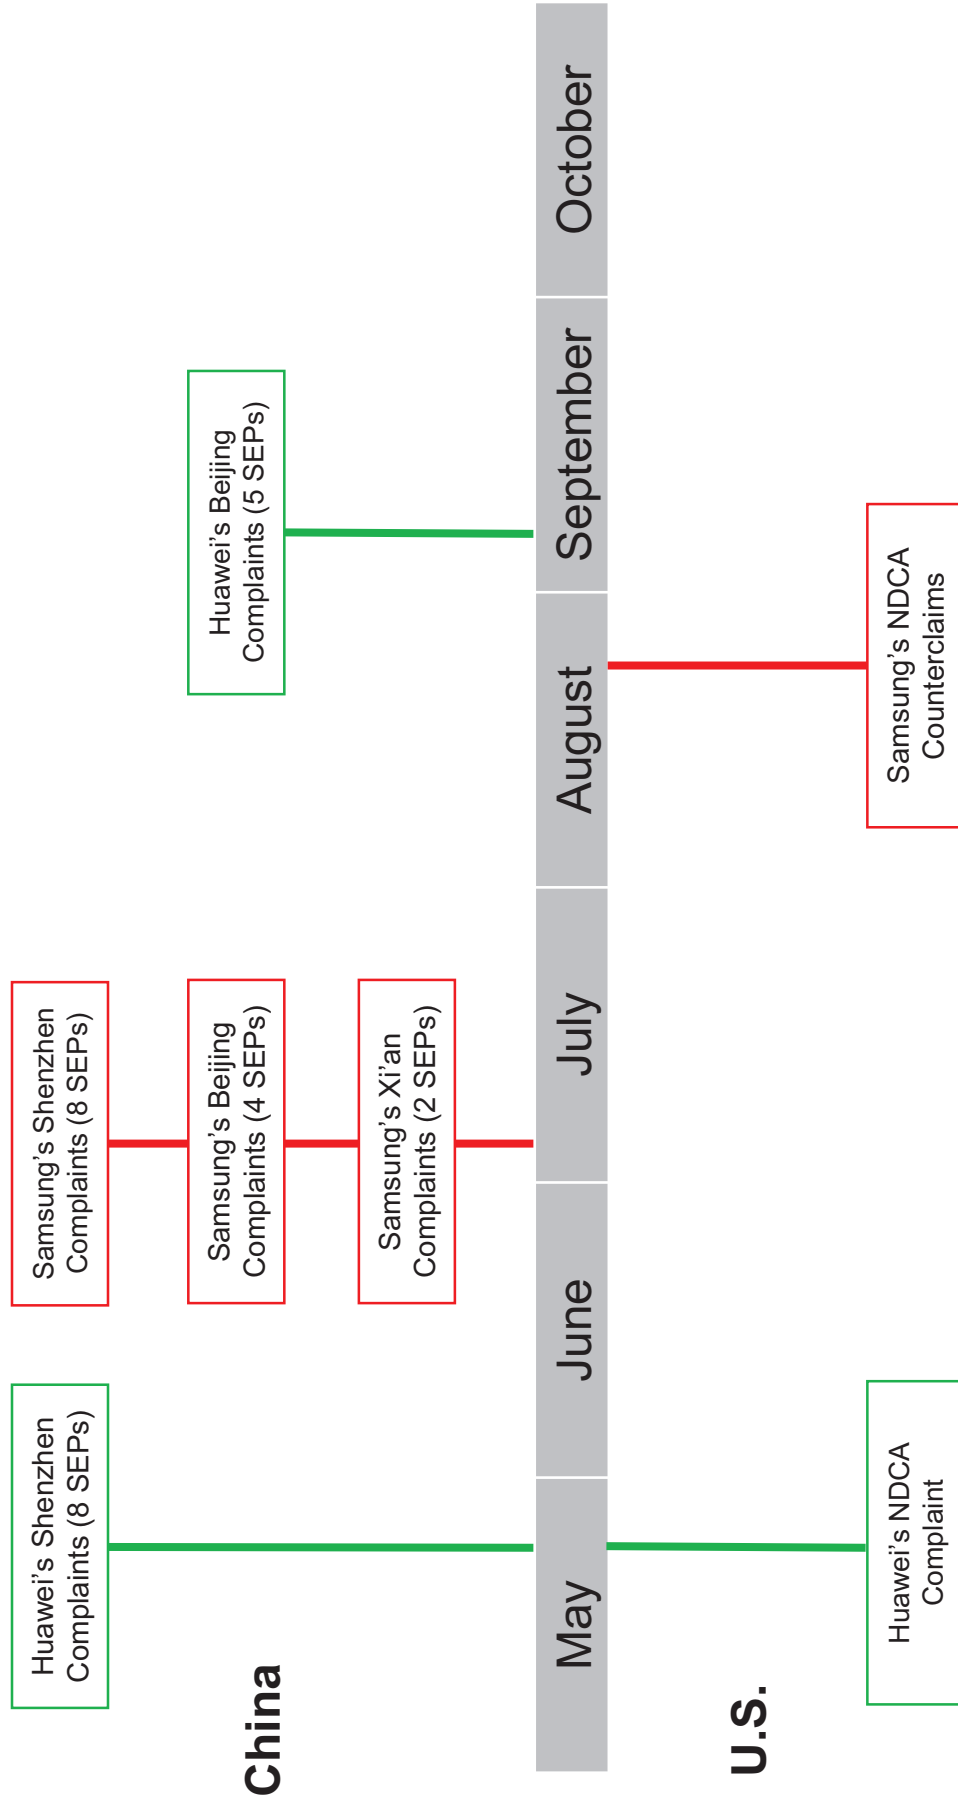 China
Huawei’s Shenzhen
Complaints (8 SEPs)
Samsung’s Shenzhen
Complaints (8 SEPs)
Samsung’s Beijing
Complaints (4 SEPs)
Samsung’s Xi’an
Complaints (2 SEPs)
Huawei’s Beijing
Complaints (5 SEPs)
May
June
July
August
September
October
U.S.
Huawei’s NDCA
Complaint
Samsung’s NDCA
Counterclaims